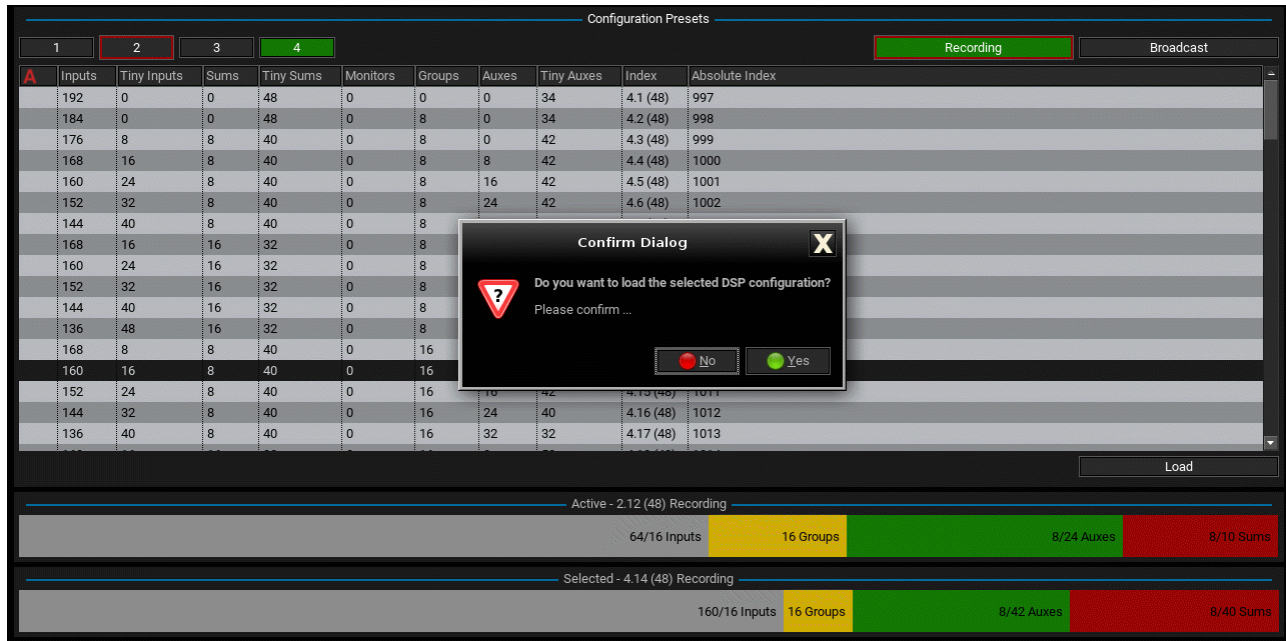 Configuration Presets
1 2 3 4 Recording Broadcast
A Inputs Tiny Inputs Sums Tiny Sums Monitors Groups Auxes Tiny Auxes Index Absolute Index
192 0 0 48 0 0 0 34 4.1 (48) 997
184 0 0 48 0 8 0 34 4.2 (48) 998
176 8 8 40 0 8 0 42 4.3 (48) 999
168 16 8 40 0 8 8 42 4.4 (48) 1000
160 24 8 40 0 8 16 42 4.5 (48) 1001
152 32 8 40 0 8 24 42 4.6 (48) 1002
144 40 8 40 0 8
168 16 16 32 0 8
160 24 16 32 0 8
152 32 16 32 0 8
144 40 16 32 0 8
136 48 16 32 0 8
168 8 8 40 0 16
160 16 8 40 0 16
152 24 8 40 0 16 16 42 4.15 (48) 1011
144 32 8 40 0 16 24 40 4.16 (48) 1012
136 40 8 40 0 16 32 32 4.17 (48) 1013
Confirm Dialog X
Do you want to load the selected DSP configuration?
?
Please confirm ...
No Yes
Load
Active - 2.12 (48) Recording
64/16 Inputs 16 Groups 8/24 Auxes 8/10 Sums
Selected - 4.14 (48) Recording
160/16 Inputs 16 Groups 8/42 Auxes 8/40 Sums